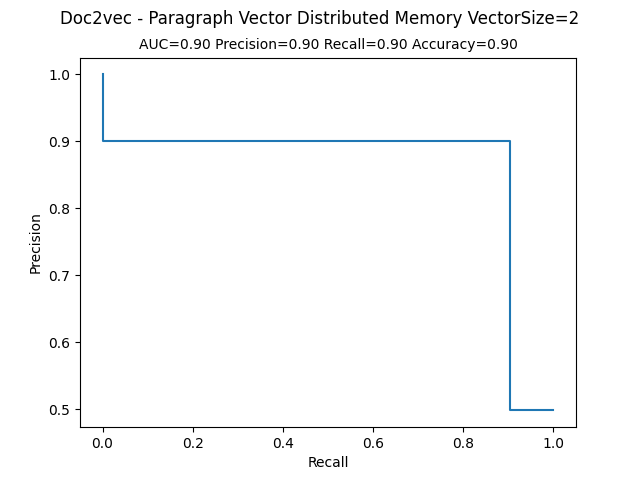 Doc2vec - Paragraph Vector Distributed Memory VectorSize=2
AUC=0.90 Precision=0.90 Recall=0.90 Accuracy=0.90
1.0
0.9
0.8
0.7
0.6
0.5
Precision
0.0 0.2 0.4 0.6 0.8 1.0
Recall